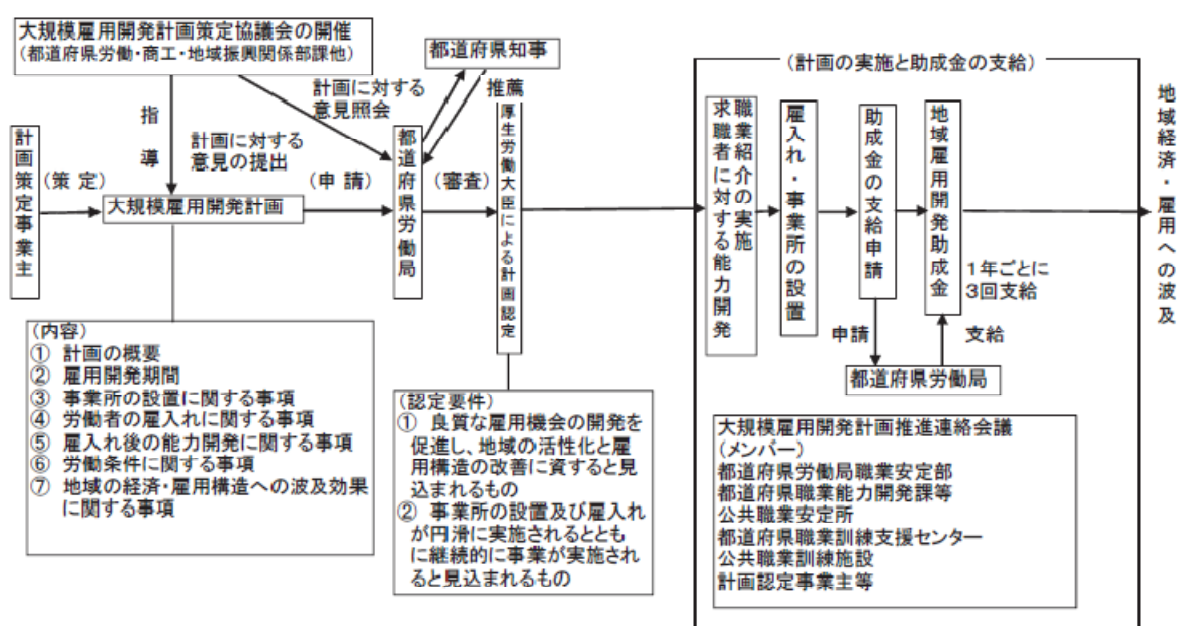 大規模雇用開発計画策定協議会の開催
(都道府県労働・商工・地域振興関係部課他)
都道府県知事
推薦
計画に対する
意見照会
指導
計画に対する
意見の提出
計画策定事業主
(策定)
大規模雇用開発計画
(申請)
都道府県労働局
(審査)
厚生労働大臣による計画認定
(内容)
① 計画の概要
② 雇用開発期間
③ 事業所の設置に関する事項
④ 労働者の雇入れに関する事項
⑤ 雇入れ後の能力開発に関する事項
⑥ 労働条件に関する事項
⑦ 地域の経済・雇用構造への波及効果
に関する事項
(認定要件)
① 良質な雇用機会の開発を
促進し、地域の活性化と雇
用構造の改善に資すると見
込まれるもの
② 事業所の設置及び雇入れ
が円滑に実施されるととも
に継続的に事業が実施され
ると見込まれるもの
(計画の実施と助成金の支給)
職業紹介の実施
求職者に対する能力開発
雇入れ・事業所の設置
助成金の支給申請
地域雇用開発助成金
1年ごとに
3回支給
申請
支給
都道府県労働局
大規模雇用開発計画推進連絡会議
(メンバー)
都道府県労働局職業安定部
都道府県職業能力開発課等
公共職業安定所
都道府県職業訓練支援センター
公共職業訓練施設
計画認定事業主等
地域経済・雇用への波及